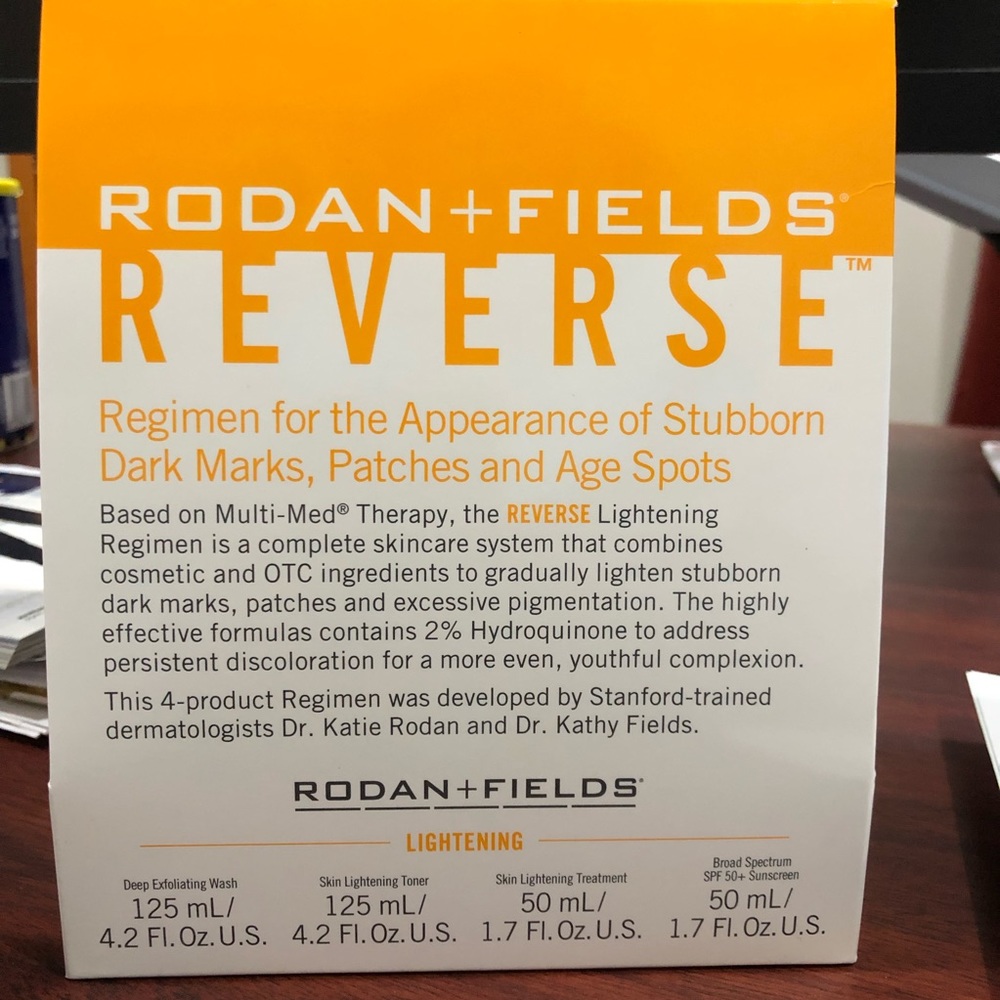 RODAN+FIELDS®
REVERSE™
Regimen for the Appearance of Stubborn
Dark Marks, Patches and Age Spots
Based on Multi-Med® Therapy, the REVERSE Lightening
Regimen is a complete skincare system that combines
cosmetic and OTC ingredients to gradually lighten stubborn
dark marks, patches and excessive pigmentation. The highly
effective formulas contains 2% Hydroquinone to address
persistent discoloration for a more even, youthful complexion.
This 4-product Regimen was developed by Stanford-trained
dermatologists Dr. Katie Rodan and Dr. Kathy Fields.
RODAN+FIELDS®
LIGHTENING
Deep Exfoliating Wash
125 mL/
4.2 Fl. Oz. U.S.
Skin Lightening Toner
125 mL/
4.2 Fl. Oz. U.S.
Skin Lightening Treatment
50 mL/
1.7 Fl. Oz. U.S.
Broad Spectrum
SPF 50+ Sunscreen
50 mL/
1.7 Fl. Oz. U.S.